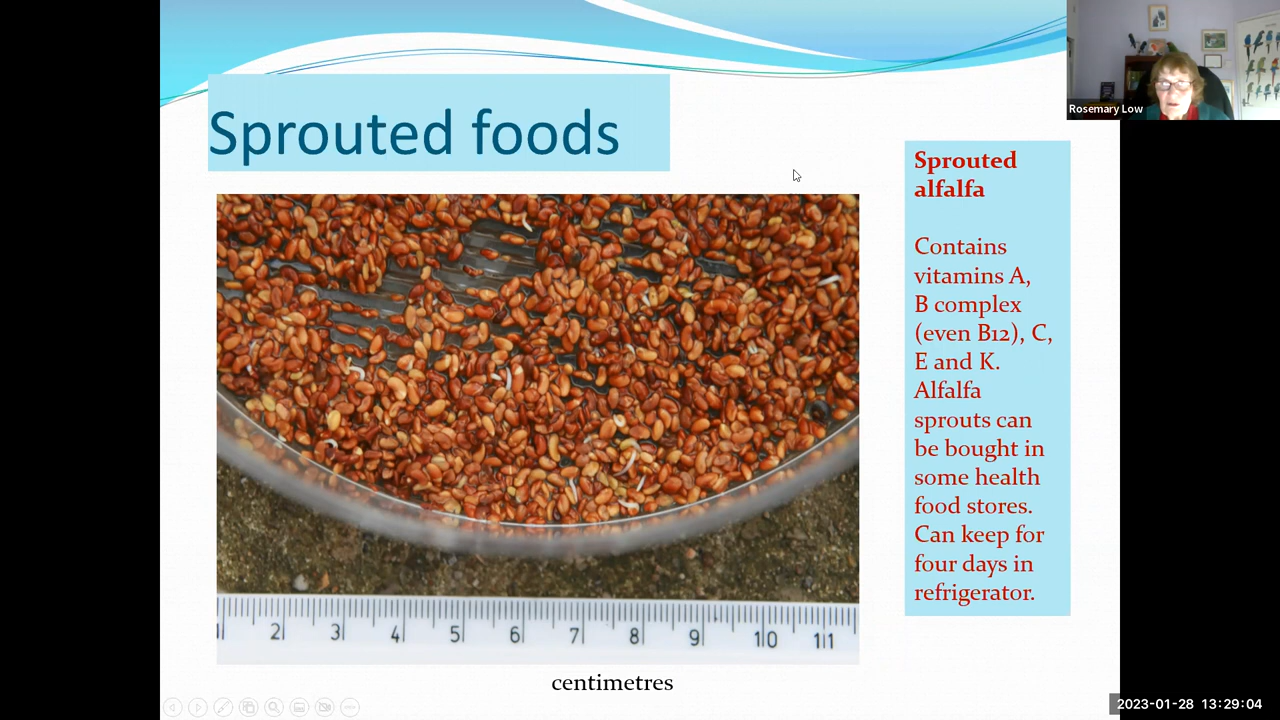 Sprouted foods
Rosemary Low
Sprouted
alfalfa
Contains
vitamins A,
B complex
(even B12), C,
E and K.
Alfalfa
sprouts can
be bought in
some health
food stores.
Can keep for
four days in
refrigerator.
1 2 3 4 5 6 7 8 9 10 11
centimetres
2023-01-28 13:29:04